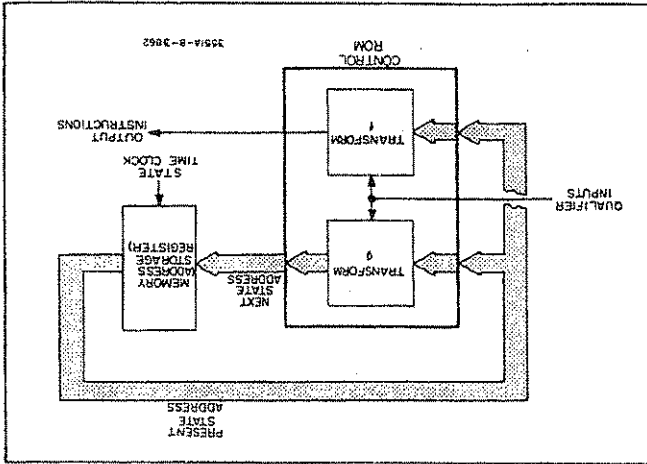 PRESENT
STATE
ADDRESS
MEMORY
STORAGE
(ADDRESS
REGISTER)
NEXT
STATE
ADDRESS
TRANSFORM
g
STATE
TIME CLOCK
QUALIFIER
INPUTS
TRANSFORM
f
OUTPUT
INSTRUCTIONS
CONTROL
ROM
3551A-B-3062